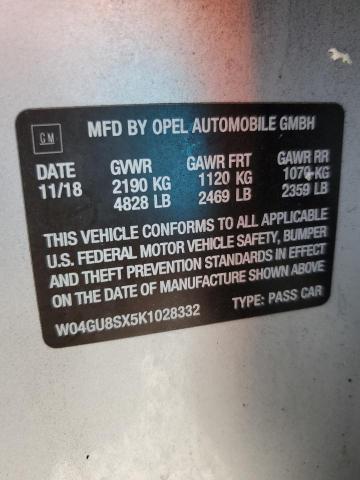 GM
MFD BY OPEL AUTOMOBILE GMBH
DATE GVWR GAWR FRT GAWR RR
11/18 2190 KG 1120 KG 1070 KG
4828 LB 2469 LB 2359 LB
THIS VEHICLE CONFORMS TO ALL APPLICABLE
U.S. FEDERAL MOTOR VEHICLE SAFETY, BUMPER
AND THEFT PREVENTION STANDARDS IN EFFECT
ON THE DATE OF MANUFACTURE SHOWN ABOVE.
W04GU8SX5K1028332 TYPE: PASS CAR